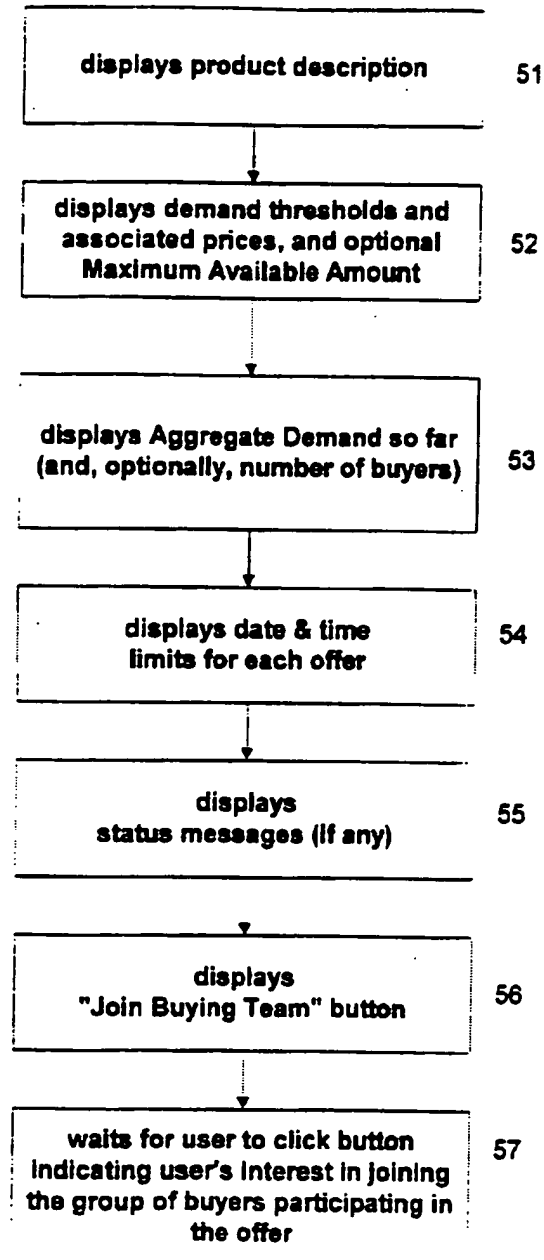 displays product description
51
displays demand thresholds and
associated prices, and optional
Maximum Available Amount
52
displays Aggregate Demand so far
(and, optionally, number of buyers)
53
displays date & time
limits for each offer
54
displays
status messages (if any)
55
displays
"Join Buying Team" button
56
waits for user to click button
indicating user's interest in joining
the group of buyers participating in
the offer
57